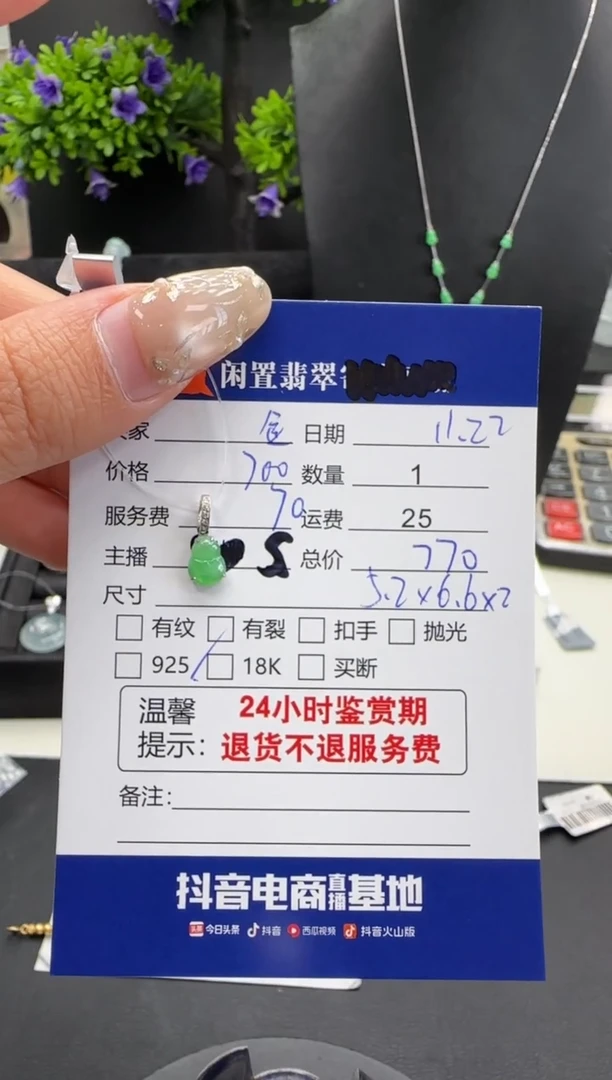 闲置翡翠
家 金 日期 11.22
价格 700 数量 1
服务费 70 运费 25
主播 S 总价 770
尺寸 5.2×6.6×2
有纹 有裂 扣手 抛光
925 18K 买断
温馨 24小时鉴赏期
提示：退货不退服务费
备注：
抖音电商直播基地
头条 今日头条 抖音 西瓜视频 抖音火山版